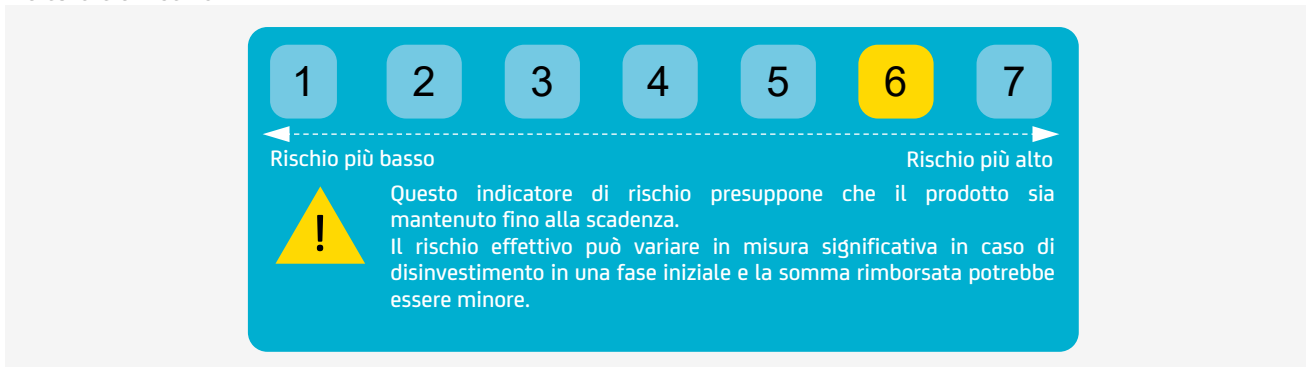 1 2 3 4 5 6 7
Rischio più basso Rischio più alto
! Questo indicatore di rischio presuppone che il prodotto sia
mantenuto fino alla scadenza.
Il rischio effettivo può variare in misura significativa in caso di
disinvestimento in una fase iniziale e la somma rimborsata potrebbe
essere minore.